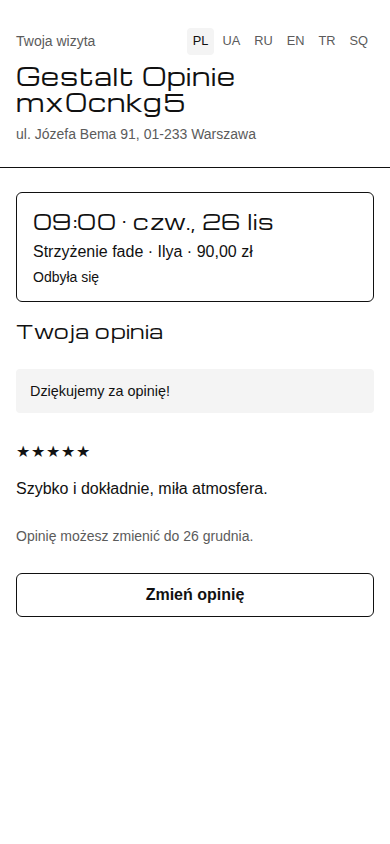 Twoja wizyta
PL UA RU EN TR SQ
Gestalt Opinie
mx0cnkg5
ul. Józefa Bema 91, 01-233 Warszawa
09:00 · czw., 26 lis
Strzyżenie fade · Ilya · 90,00 zł
Odbyła się
Twoja opinia
Dziękujemy za opinię!
★★★★★
Szybko i dokładnie, miła atmosfera.
Opinię możesz zmienić do 26 grudnia.
Zmień opinię